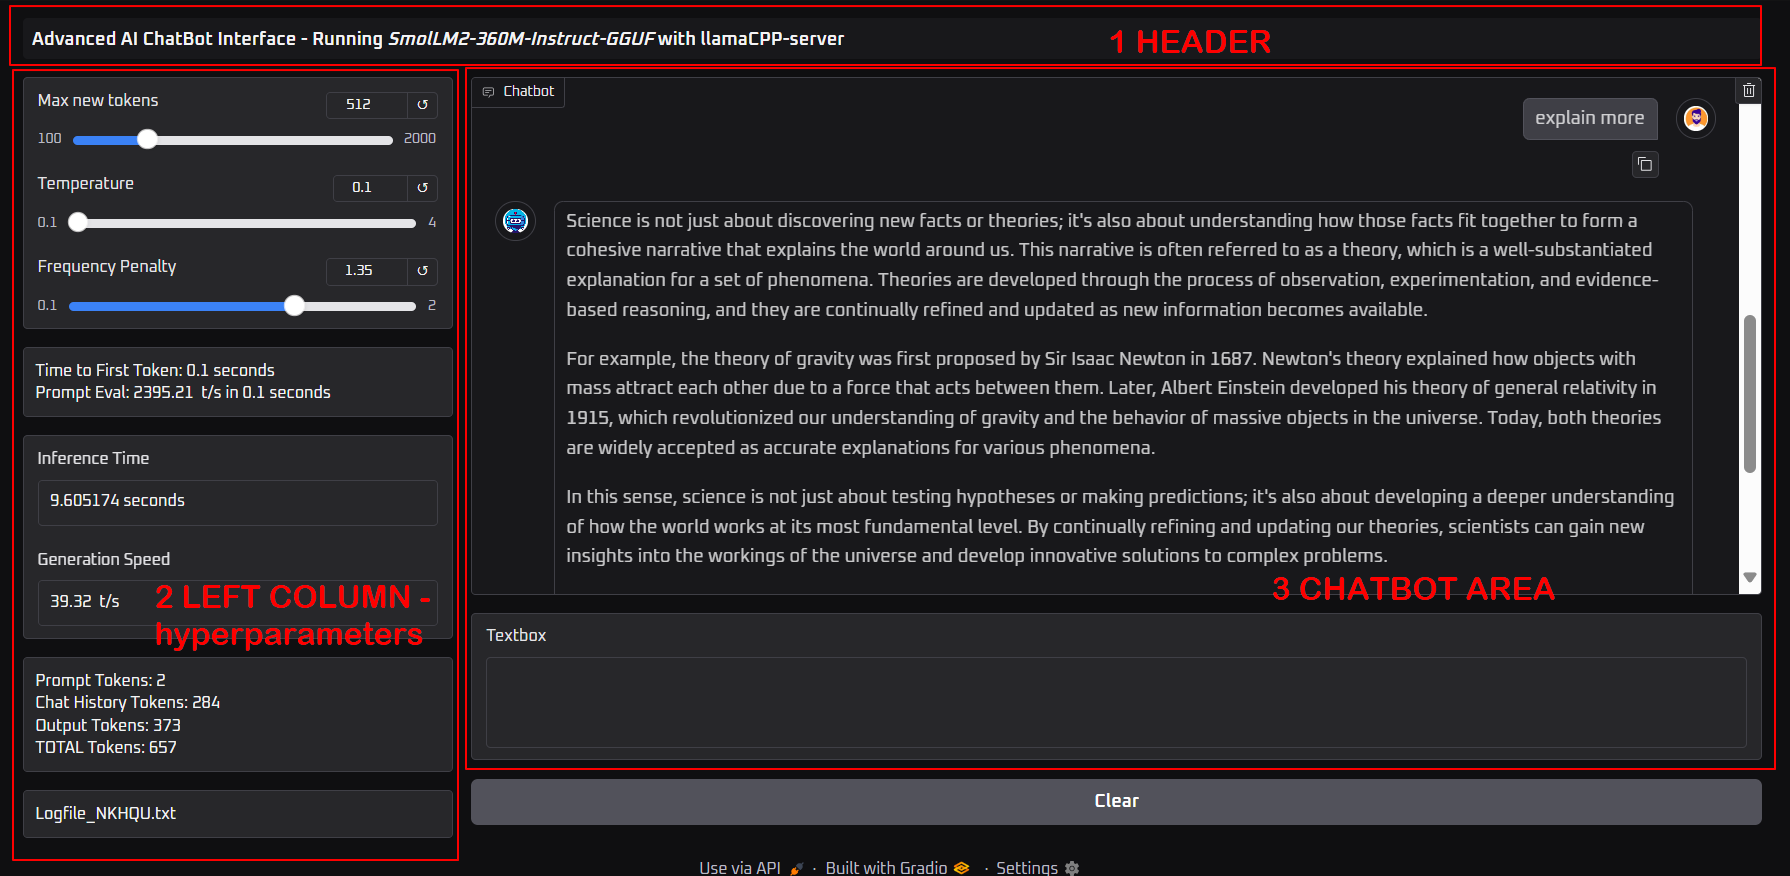 Advanced AI ChatBot Interface - Running SmolLM2-360M-Instruct-GGUF with llamaCPP-server
1 HEADER
Max new tokens
512
100
2000
Temperature
0.1
0.1
4
Frequency Penalty
1.35
0.1
2
Time to First Token: 0.1 seconds
Prompt Eval: 2395.21 t/s in 0.1 seconds
Inference Time
9.605174 seconds
Generation Speed
39.32 t/s
2 LEFT COLUMN -
hyperparameters
Prompt Tokens: 2
Chat History Tokens: 284
Output Tokens: 373
TOTAL Tokens: 657
Logfile_NKHQU.txt
Chatbot
explain more
Science is not just about discovering new facts or theories; it's also about understanding how those facts fit together to form a
cohesive narrative that explains the world around us. This narrative is often referred to as a theory, which is a well-substantiated
explanation for a set of phenomena. Theories are developed through the process of observation, experimentation, and evidence-
based reasoning, and they are continually refined and updated as new information becomes available.
For example, the theory of gravity was first proposed by Sir Isaac Newton in 1687. Newton's theory explained how objects with
mass attract each other due to a force that acts between them. Later, Albert Einstein developed his theory of general relativity in
1915, which revolutionized our understanding of gravity and the behavior of massive objects in the universe. Today, both theories
are widely accepted as accurate explanations for various phenomena.
In this sense, science is not just about testing hypotheses or making predictions; it's also about developing a deeper understanding
of how the world works at its most fundamental level. By continually refining and updating our theories, scientists can gain new
insights into the workings of the universe and develop innovative solutions to complex problems.
3 CHATBOT AREA
Textbox
Clear
Use via API · Built with Gradio · Settings